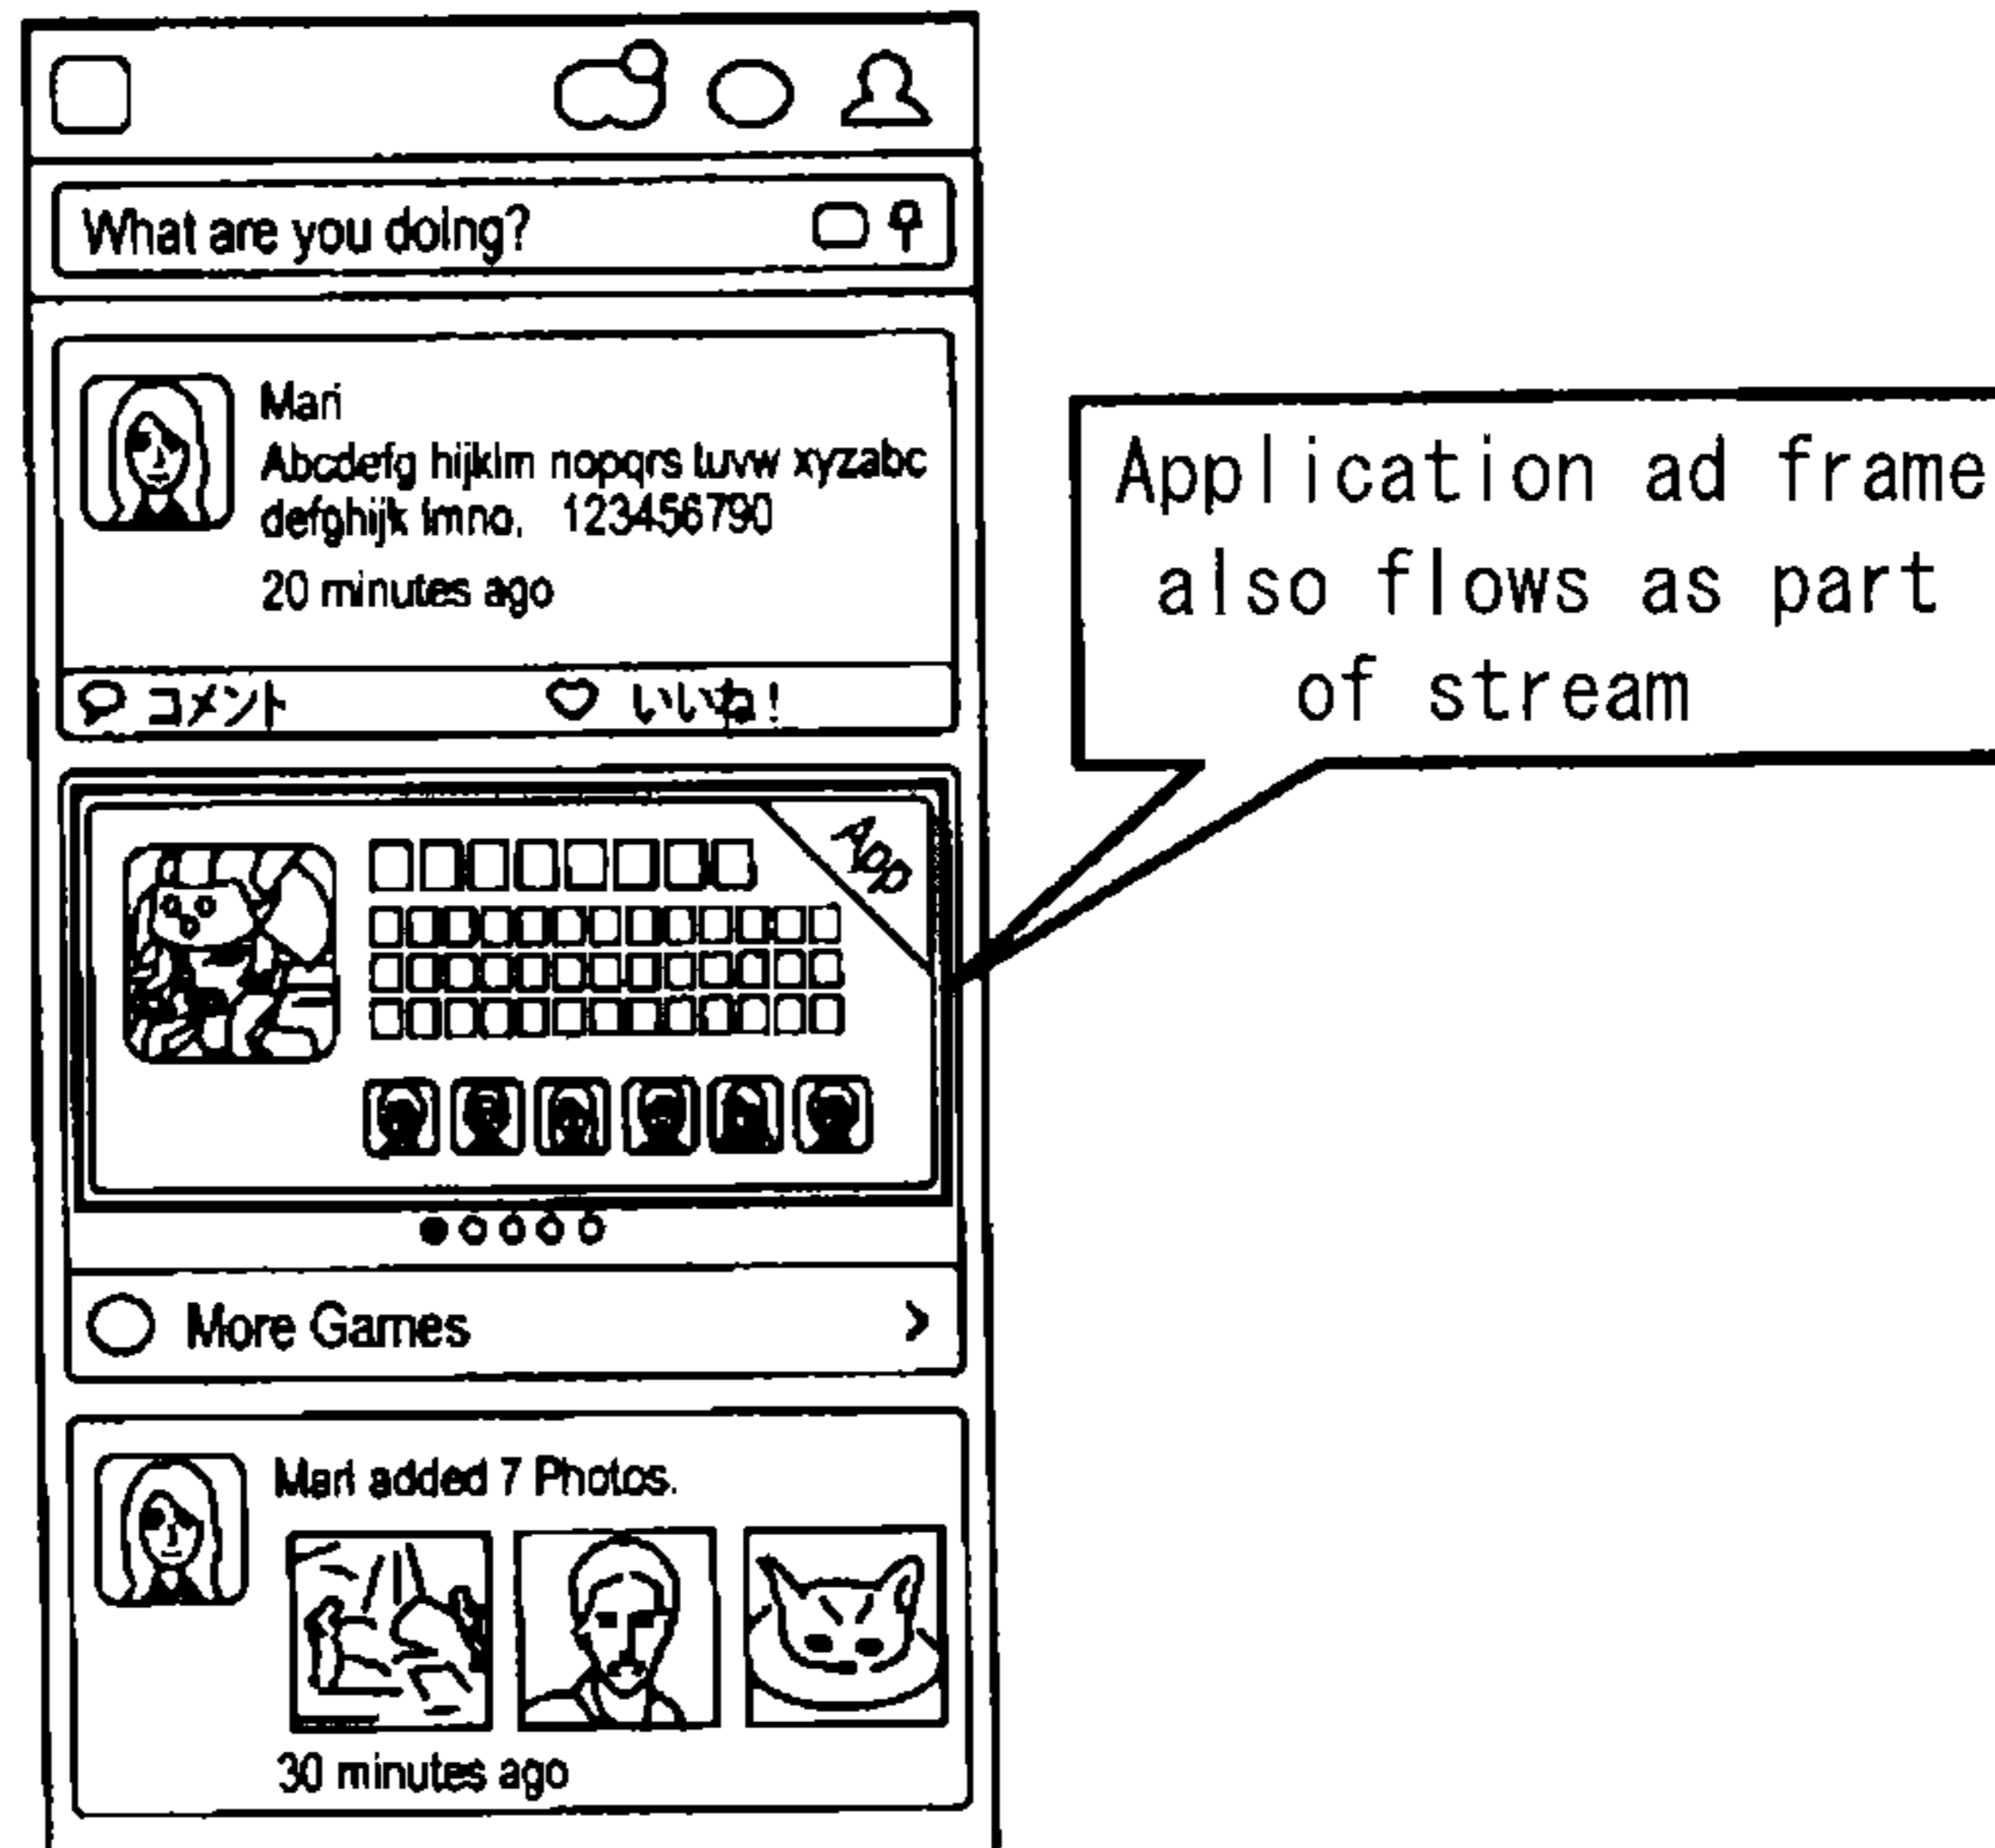 What are you doing?
Mari
Abcdefg hijklm nopqrs tuvw xyzabc
defghijk lmno, 123456790
20 minutes ago
コメント いいね!
Application ad frame
also flows as part
of stream
App
More Games
Mari added 7 Photos.
30 minutes ago